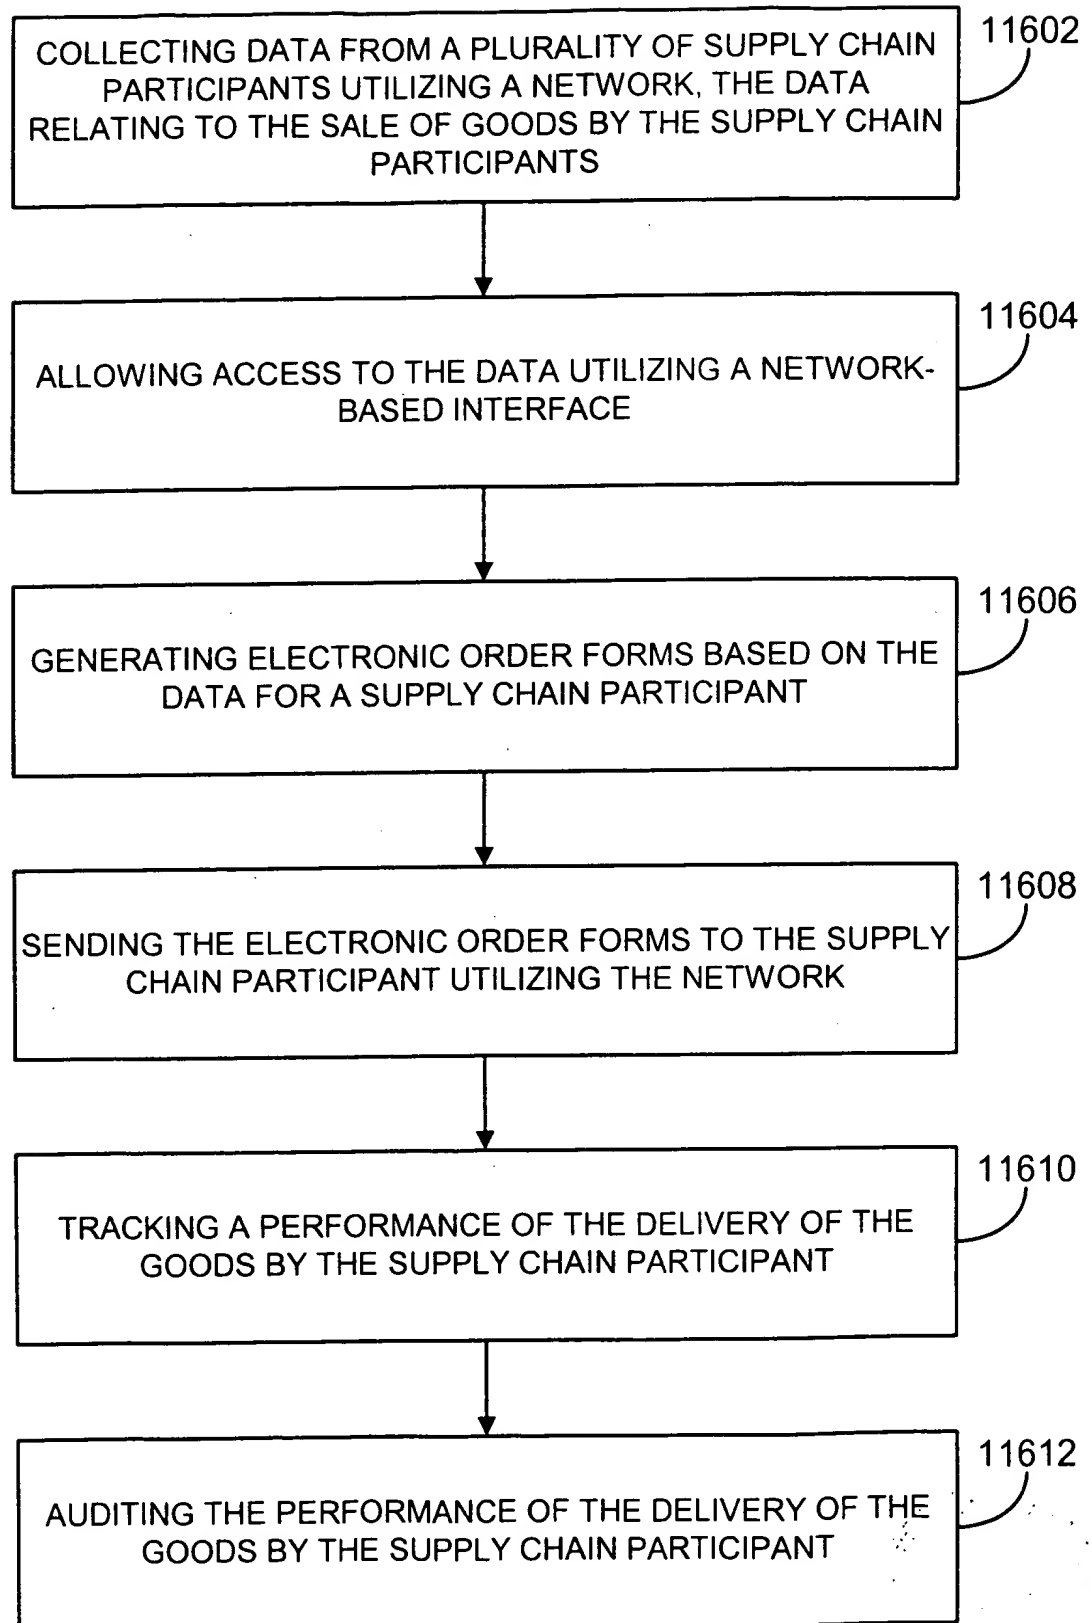 11602
COLLECTING DATA FROM A PLURALITY OF SUPPLY CHAIN
PARTICIPANTS UTILIZING A NETWORK, THE DATA
RELATING TO THE SALE OF GOODS BY THE SUPPLY CHAIN
PARTICIPANTS
11604
ALLOWING ACCESS TO THE DATA UTILIZING A NETWORK-
BASED INTERFACE
11606
GENERATING ELECTRONIC ORDER FORMS BASED ON THE
DATA FOR A SUPPLY CHAIN PARTICIPANT
11608
SENDING THE ELECTRONIC ORDER FORMS TO THE SUPPLY
CHAIN PARTICIPANT UTILIZING THE NETWORK
11610
TRACKING A PERFORMANCE OF THE DELIVERY OF THE
GOODS BY THE SUPPLY CHAIN PARTICIPANT
11612
AUDITING THE PERFORMANCE OF THE DELIVERY OF THE
GOODS BY THE SUPPLY CHAIN PARTICIPANT